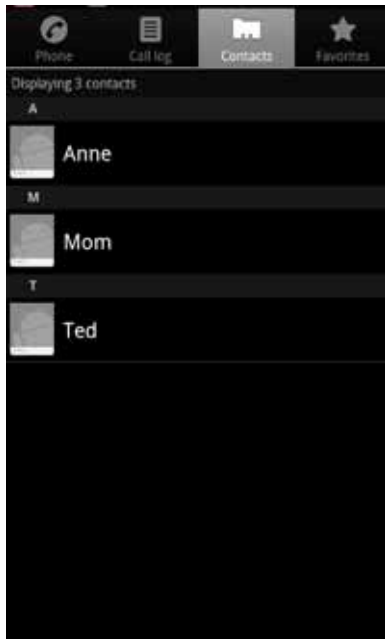 Phone Call log Contacts Favorites
Displaying 3 contacts
A
Anne
M
Mom
T
Ted